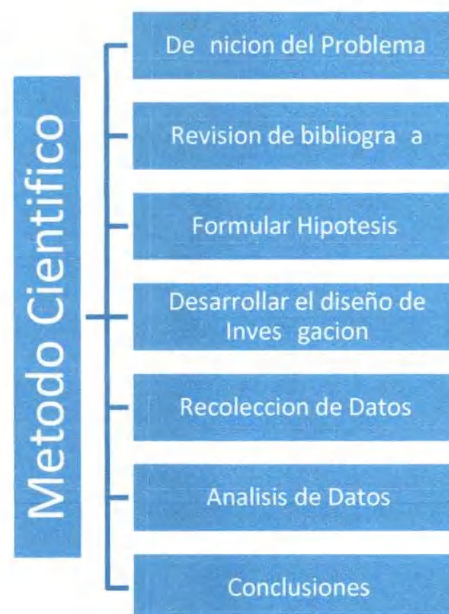 Metodo Cientifico
De nicion del Problema
Revision de bibliogra a
Formular Hipotesis
Desarrollar el diseño de
Inves gacion
Recoleccion de Datos
Analisis de Datos
Conclusiones